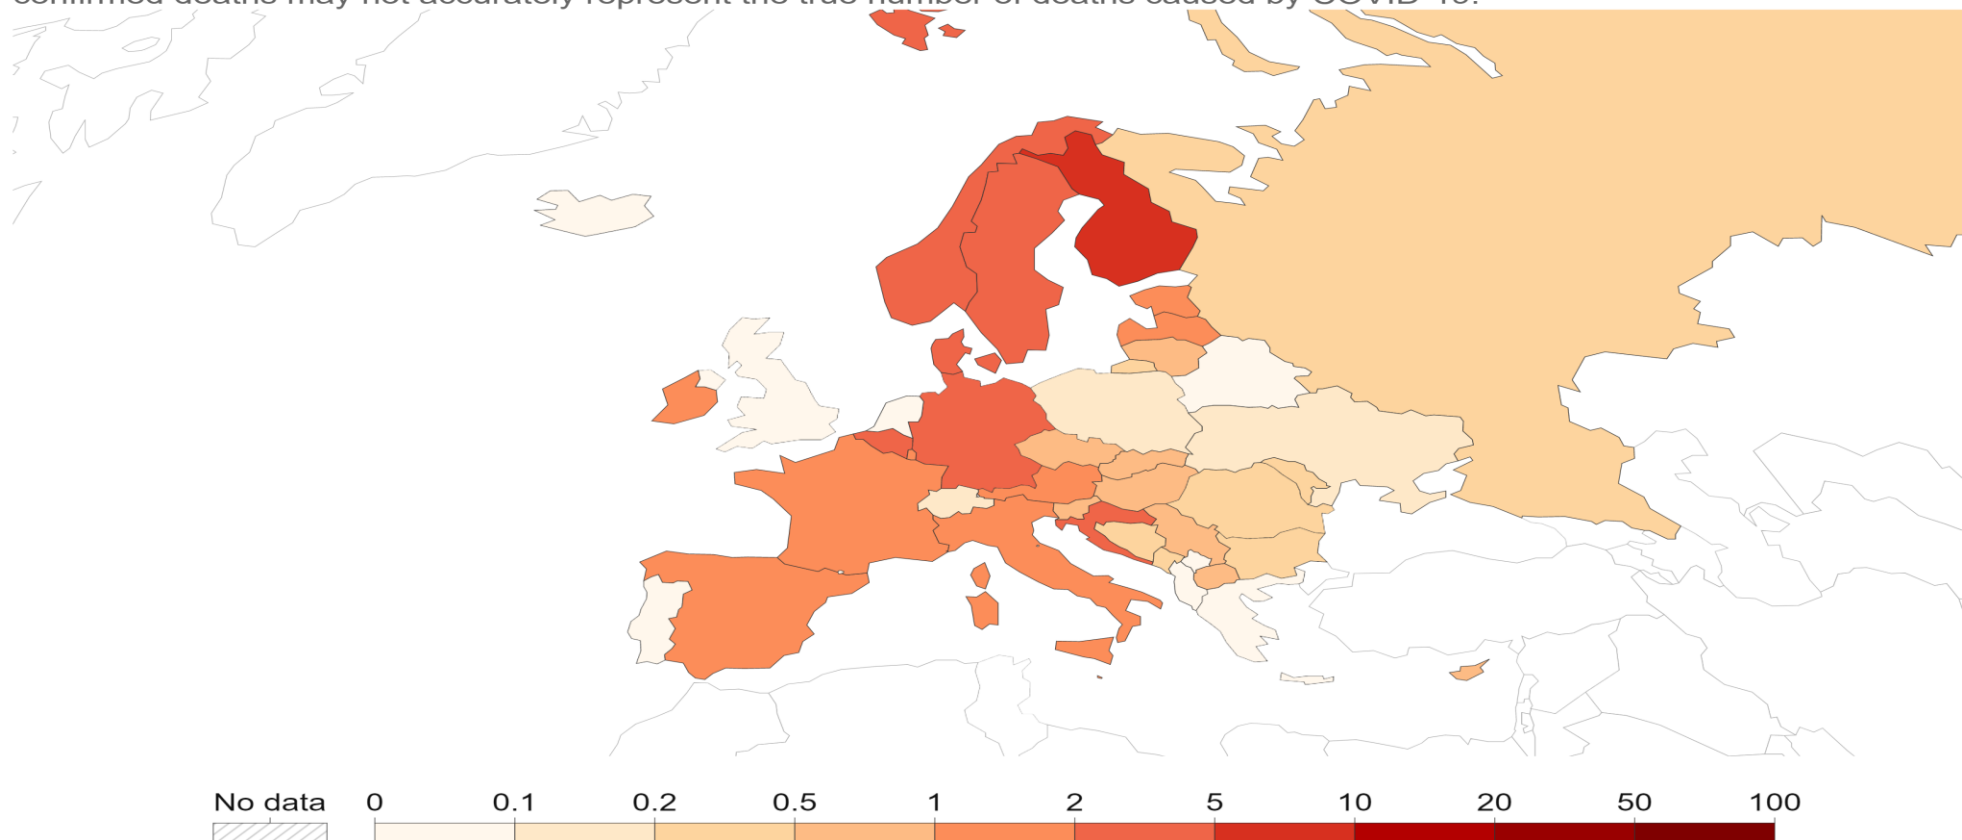 confirmed deaths may not accurately represent the true number of deaths caused by COVID-19.
No data 0 0.1 0.2 0.5 1 2 5 10 20 50 100